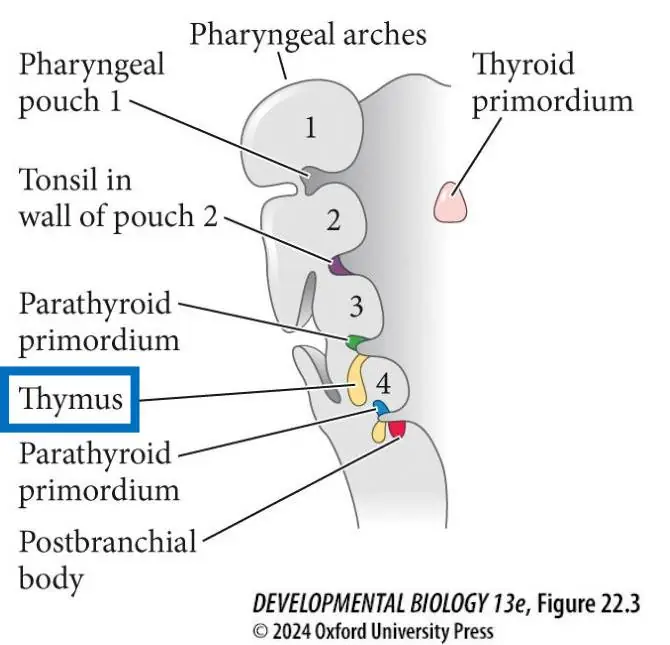 Pharyngeal arches
Pharyngeal
pouch 1
Thyroid
primordium
1
Tonsil in
wall of pouch 2
2
Parathyroid
primordium
3
Thymus
4
Parathyroid
primordium
Postbranchial
body
DEVELOPMENTAL BIOLOGY 13e, Figure 22.3
© 2024 Oxford University Press